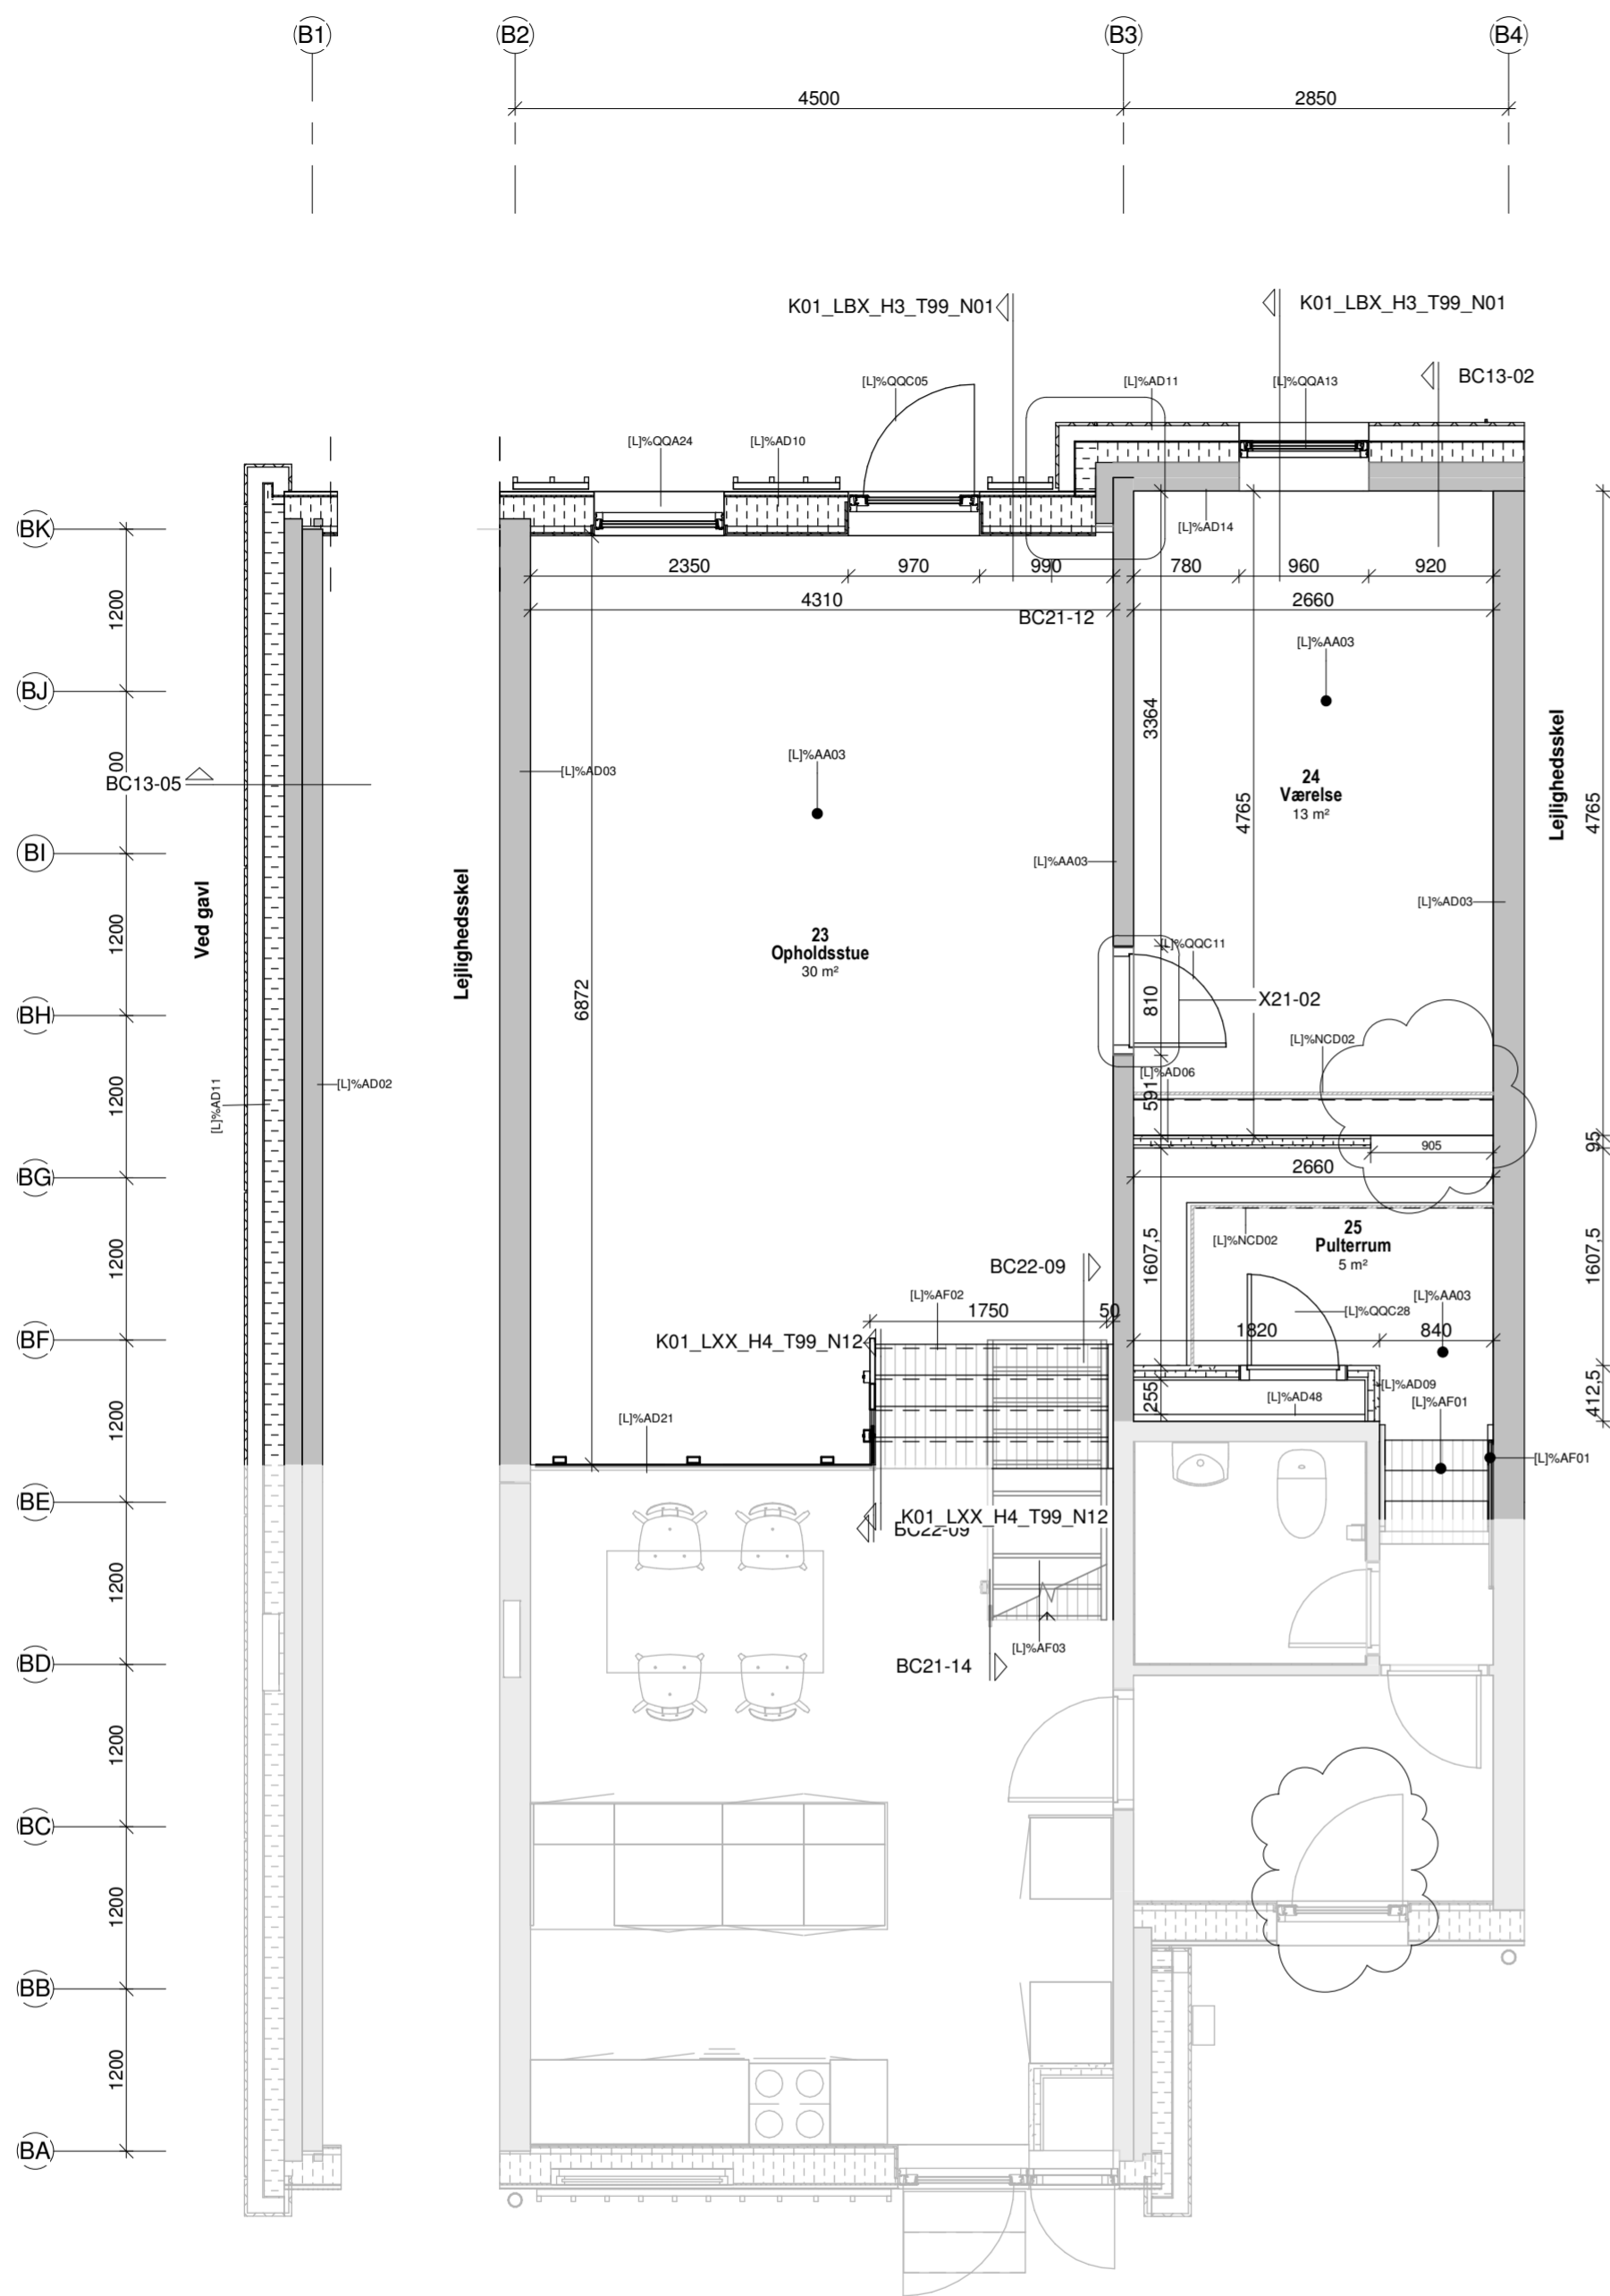 B1
B2
B3
B4
4500
2850
K01_LBX_H3_T99_N01
K01_LBX_H3_T99_N01
BC13-02
[L]%QQC05
[L]%AD11
[L]%QQA13
[L]%QQA24
[L]%AD10
[L]%AD14
BK
2350
970
990
780
960
920
4310
2660
BC21-12
1200
[L]%AA03
BJ
3364
Lejlighedsskel
[L]%AA03
[L]%AD03
00
BC13-05
24
Værelse
13 m²
4765
4765
BI
[L]%AA03
Ved gavl
Lejlighedsskel
[L]%AD03
1200
23
Opholdsstue
30 m²
[L]%QQC11
6872
810
X21-02
BH
[L]%NCD02
[L]%AD06
591
1200
[L]%AD11
[L]%AD02
905
95
BG
2660
25
Pulterrum
5 m²
[L]%NCD02
1200
1607,5
1607,5
BC22-09
[L]%AF02
[L]%AA03
1750
50
[L]%QQC28
BF
K01_LXX_H4_T99_N12
1820
840
[L]%AD09
255
[L]%AD48
[L]%AF01
412,5
1200
[L]%AD21
[L]%AF01
BE
K01_LXX_H4_T99_N12
BC22-09
1200
[L]%AF03
BD
BC21-14
1200
BC
1200
BB
1200
BA